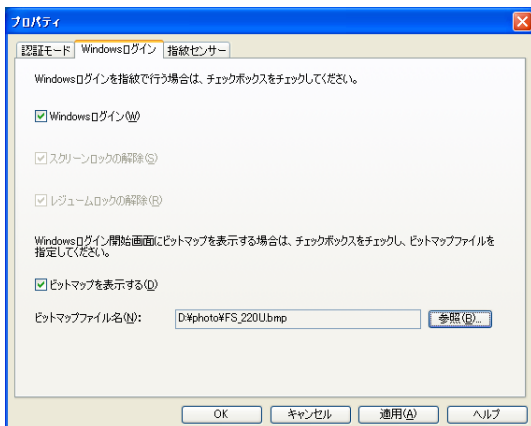 プロパティ
認証モード Windowsログイン 指紋センサー
Windowsログインを指紋で行う場合は、チェックボックスをチェックしてください。
Windowsログイン(W)
スクリーンロックの解除(S)
レジュームロックの解除(R)
Windowsログイン開始画面にビットマップを表示する場合は、チェックボックスをチェックし、ビットマップファイルを
指定してください。
ビットマップを表示する(D)
ビットマップファイル名(N): D:¥photo¥FS_220U.bmp 参照(B)...
OK キャンセル 適用(A) ヘルプ